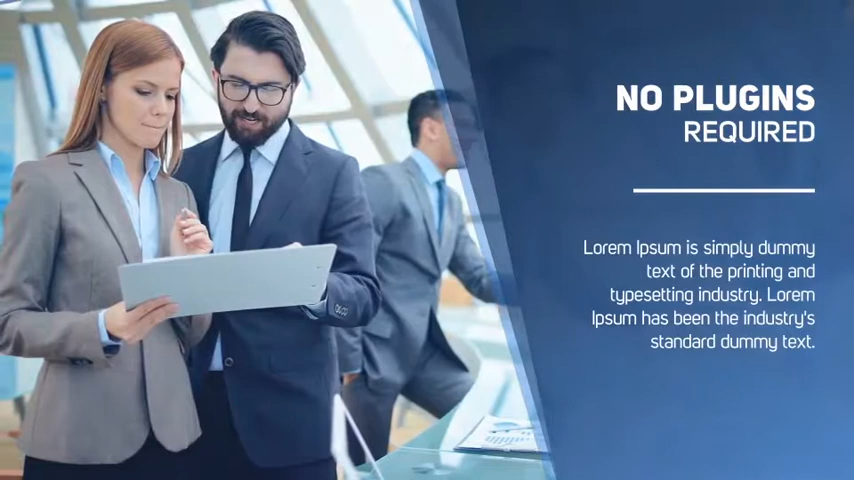 NO PLUGINS
REQUIRED
Lorem Ipsum is simply dummy
text of the printing and
typesetting industry. Lorem
Ipsum has been the industry's
standard dummy text.